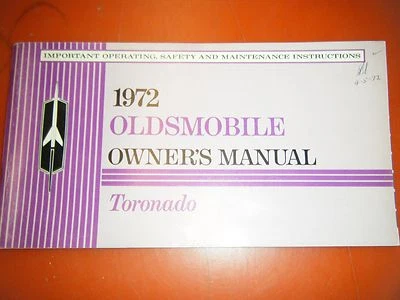 IMPORTANT OPERATING, SAFETY AND MAINTENANCE INSTRUCTIONS
1972
OLDSMOBILE
OWNER'S MANUAL
Toronado